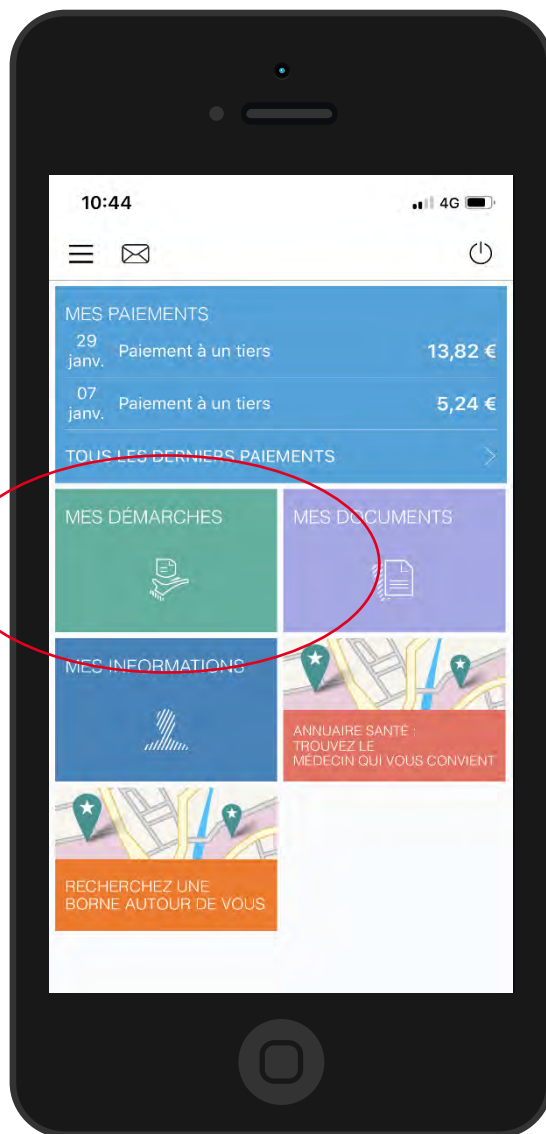 10:44
4G
MES PAIEMENTS
29 janv. Paiement à un tiers 13,82 €
07 janv. Paiement à un tiers 5,24 €
TOUS LES DERNIERS PAIEMENTS
MES DÉMARCHES
MES DOCUMENTS
MES INFORMATIONS
ANNUAIRE SANTÉ :
TROUVEZ LE
MÉDECIN QUI VOUS CONVIENT
RECHERCHEZ UNE
BORNE AUTOUR DE VOUS